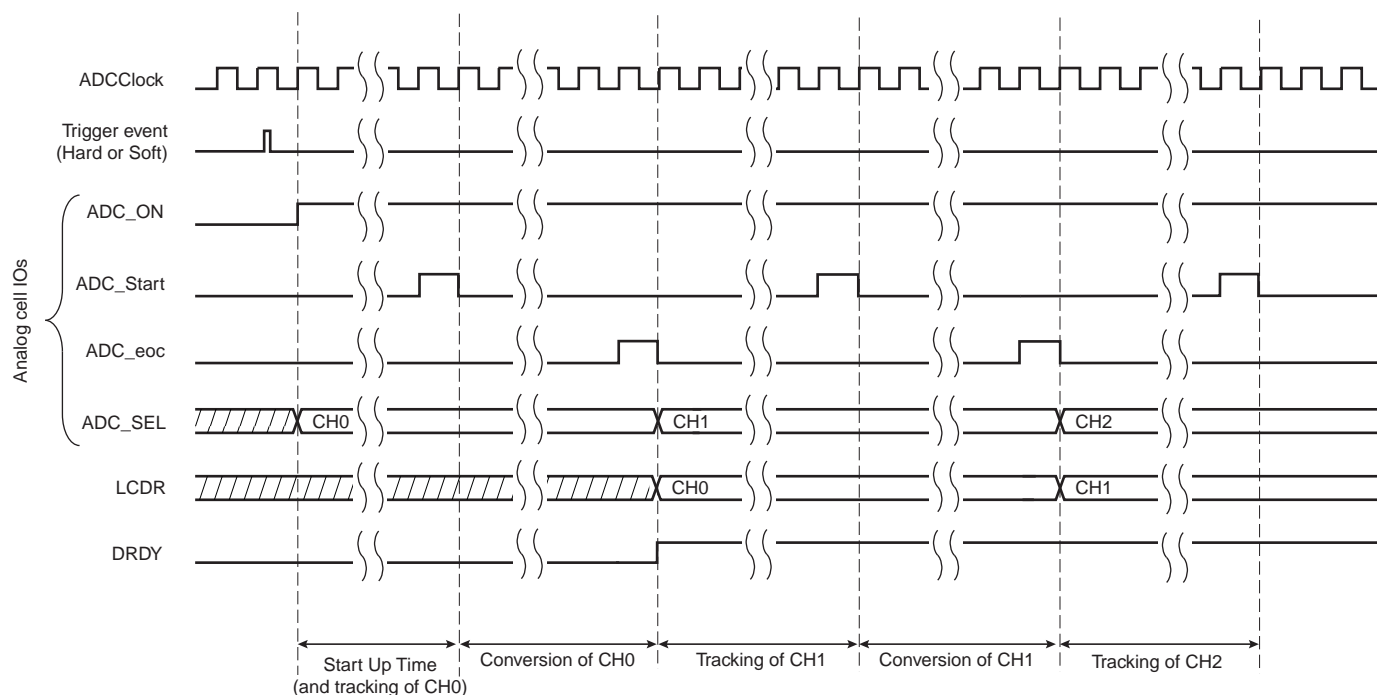 ADCClock
Trigger event
(Hard or Soft)
Analog cell IOs
ADC_ON
ADC_Start
ADC_eoc
ADC_SEL
CH0
CH1
CH2
LCDR
CH0
CH1
DRDY
Start Up Time
(and tracking of CH0)
Conversion of CH0
Tracking of CH1
Conversion of CH1
Tracking of CH2